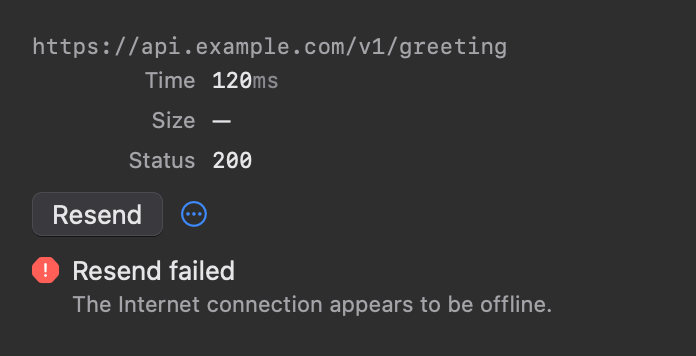 https://api.example.com/v1/greeting
Time 120ms
Size —
Status 200
Resend
Resend failed
The Internet connection appears to be offline.